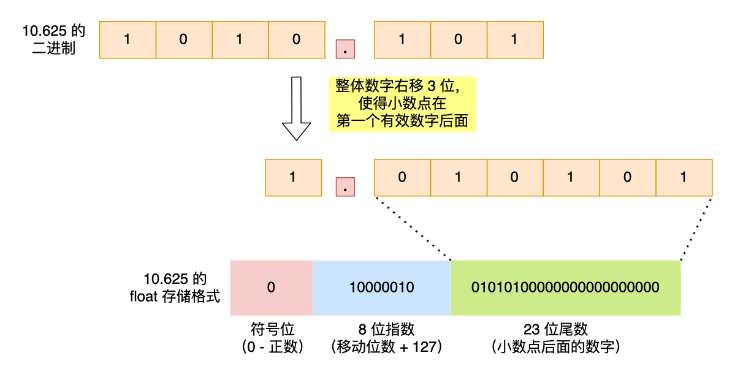 10.625 的
二进制
1 0 1 0 . 1 0 1
整体数字右移 3 位,
使得小数点在
第一个有效数字后面
1 . 0 1 0 1 0 1
10.625 的
float 存储格式
0 10000010 01010100000000000000000
符号位 8 位指数 23 位尾数
（0 - 正数） （移动位数 + 127） （小数点后面的数字）